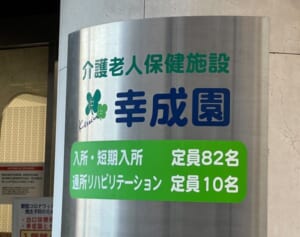 介護老人保健施設
幸成園
入所・短期入所 定員82名
通所リハビリテーション 定員10名